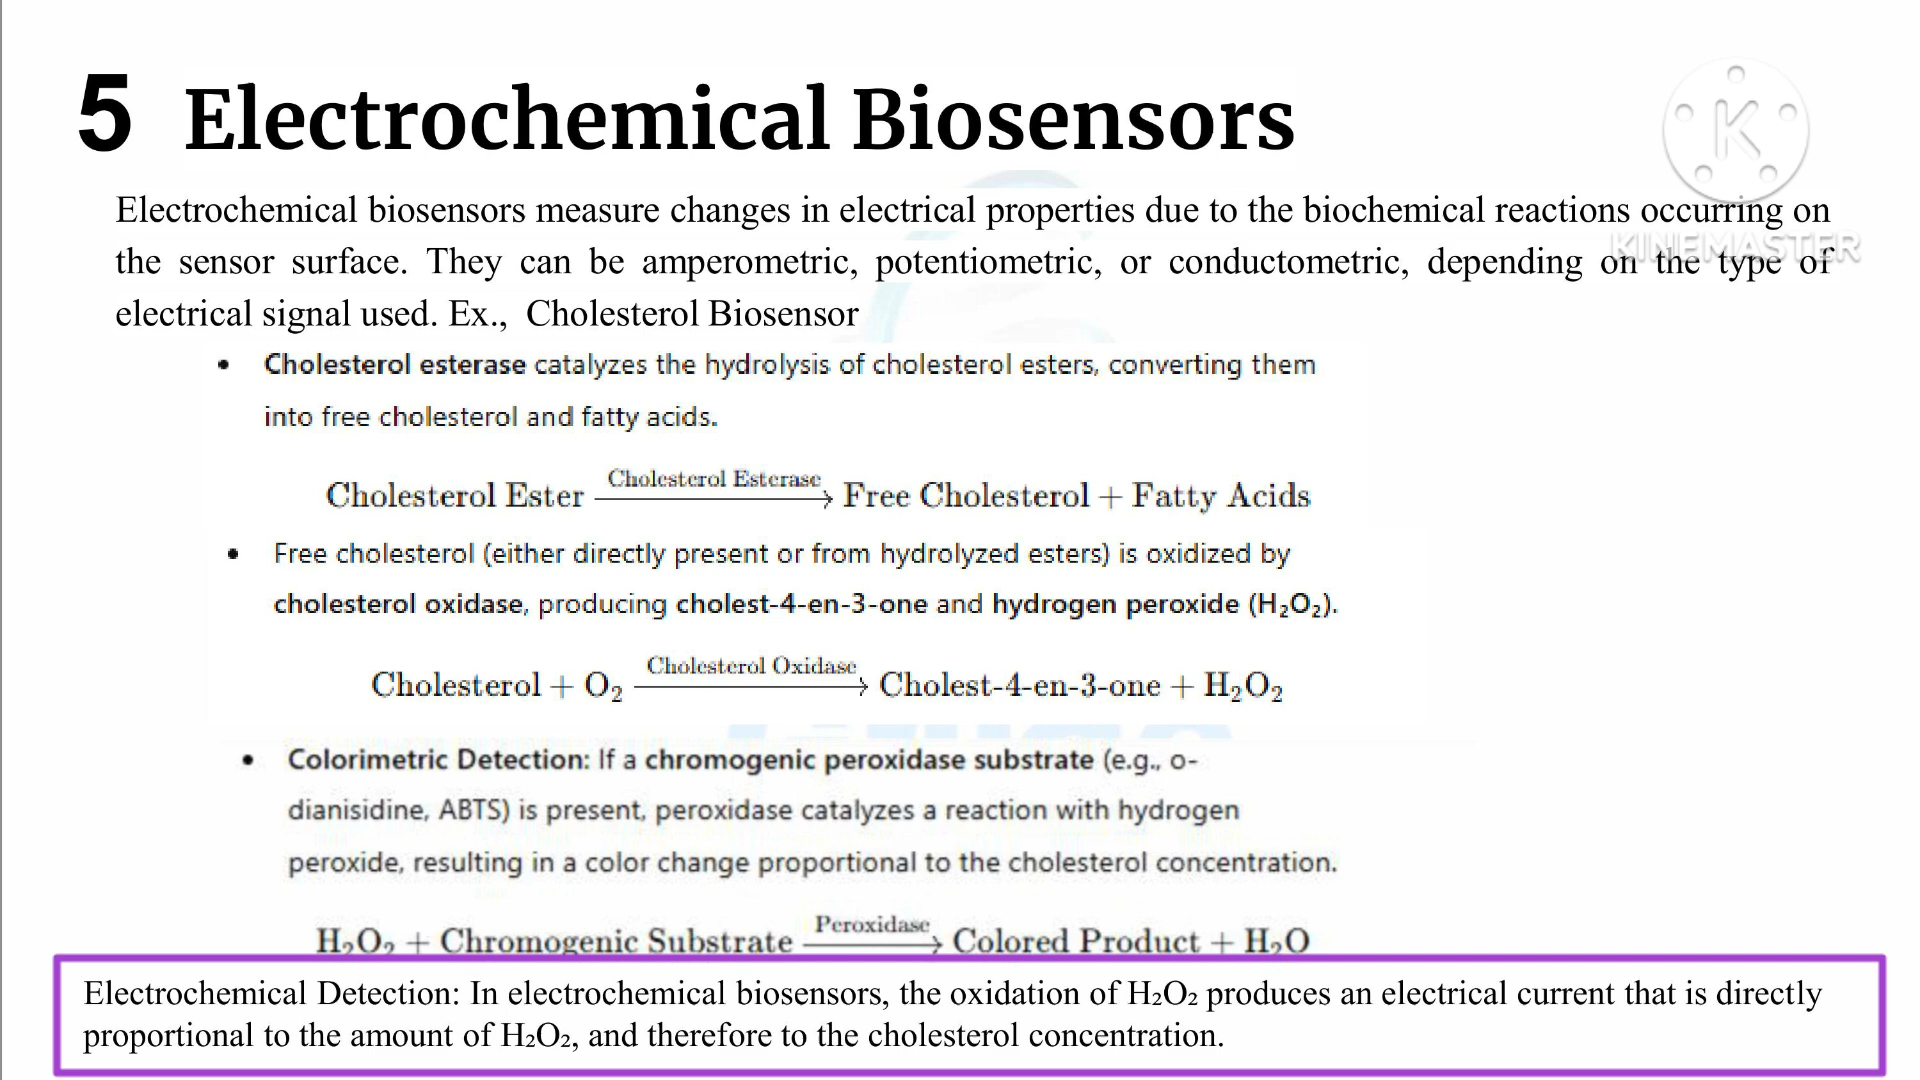 5 Electrochemical Biosensors
K
KINEMASTER
Electrochemical biosensors measure changes in electrical properties due to the biochemical reactions occurring on
the sensor surface. They can be amperometric, potentiometric, or conductometric, depending on the type of
electrical signal used. Ex., Cholesterol Biosensor
• Cholesterol esterase catalyzes the hydrolysis of cholesterol esters, converting them
into free cholesterol and fatty acids.
Cholesterol Esterase
Cholesterol Ester → Free Cholesterol + Fatty Acids
• Free cholesterol (either directly present or from hydrolyzed esters) is oxidized by
cholesterol oxidase, producing cholest-4-en-3-one and hydrogen peroxide (H₂O₂).
Cholesterol Oxidase
Cholesterol + O₂ → Cholest-4-en-3-one + H₂O₂
• Colorimetric Detection: If a chromogenic peroxidase substrate (e.g., o-
dianisidine, ABTS) is present, peroxidase catalyzes a reaction with hydrogen
peroxide, resulting in a color change proportional to the cholesterol concentration.
Peroxidase
H₂O₂ + Chromogenic Substrate → Colored Product + H₂O
Electrochemical Detection: In electrochemical biosensors, the oxidation of H₂O₂ produces an electrical current that is directly
proportional to the amount of H₂O₂, and therefore to the cholesterol concentration.